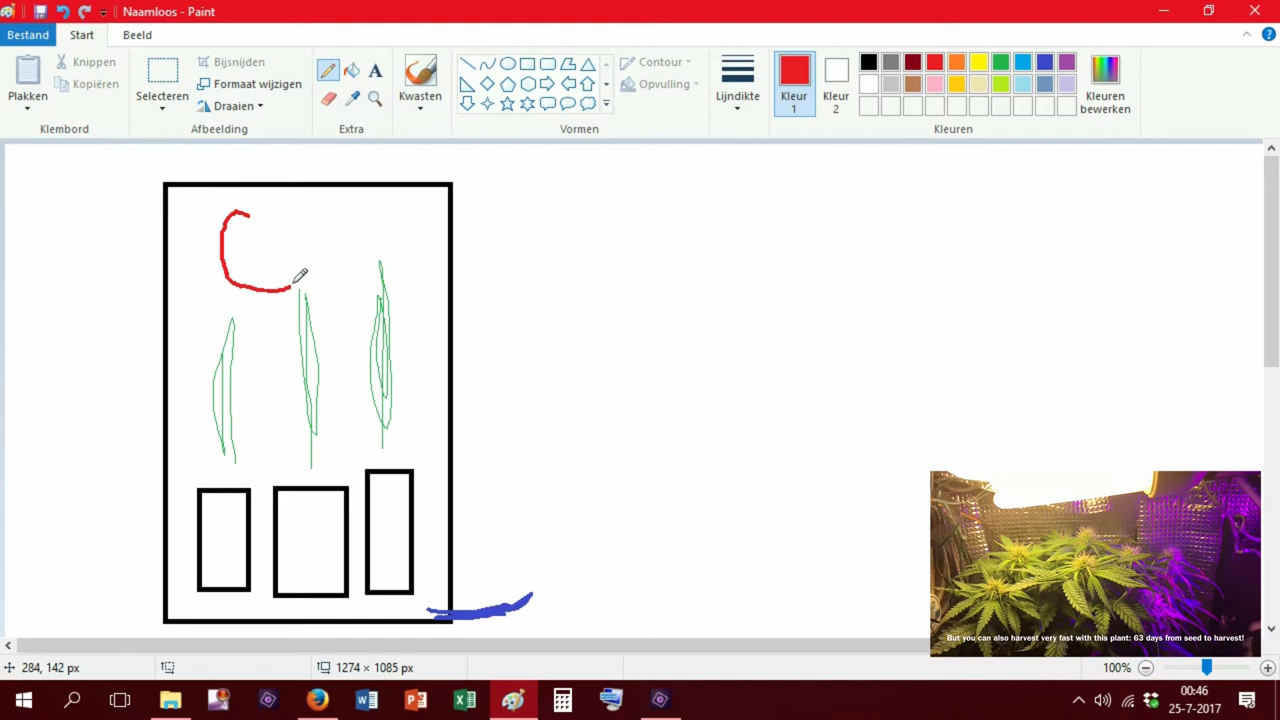 Naamloos - Paint
Bestand Start Beeld
Plakken
Knippen
Kopiëren
Klembord
Selecteren
Bijsnijden
Formaat wijzigen
Draaien
Afbeelding
A
Extra
Kwasten
Contour
Opvulling
Vormen
Lijndikte
Kleur 1
Kleur 2
Kleuren bewerken
Kleuren
But you can also harvest very fast with this plant: 63 days from seed to harvest!
284, 142 px
1274 × 1085 px
100%
00:46
25-7-2017